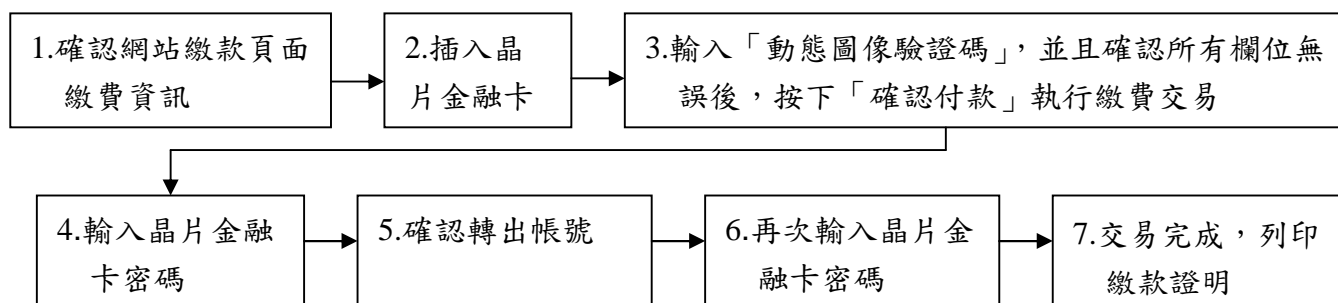 1.確認網站繳款頁面
繳費資訊
2.插入晶
片金融卡
3.輸入「動態圖像驗證碼」,並且確認所有欄位無
誤後,按下「確認付款」執行繳費交易
4.輸入晶片金融
卡密碼
5.確認轉出帳號
6.再次輸入晶片金
融卡密碼
7.交易完成,列印
繳款證明